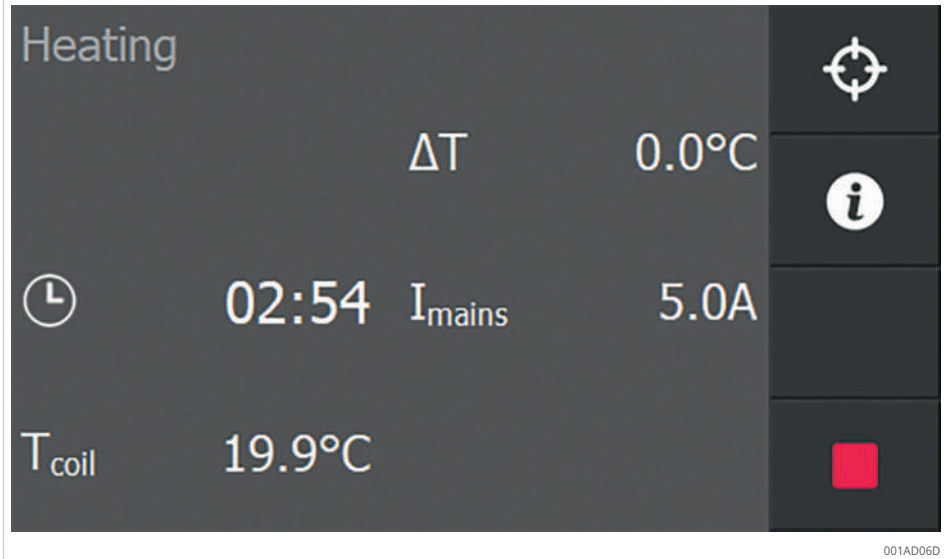 Heating
ΔT 0.0°C
02:54 Imains 5.0A
Tcoil 19.9°C
001AD06D